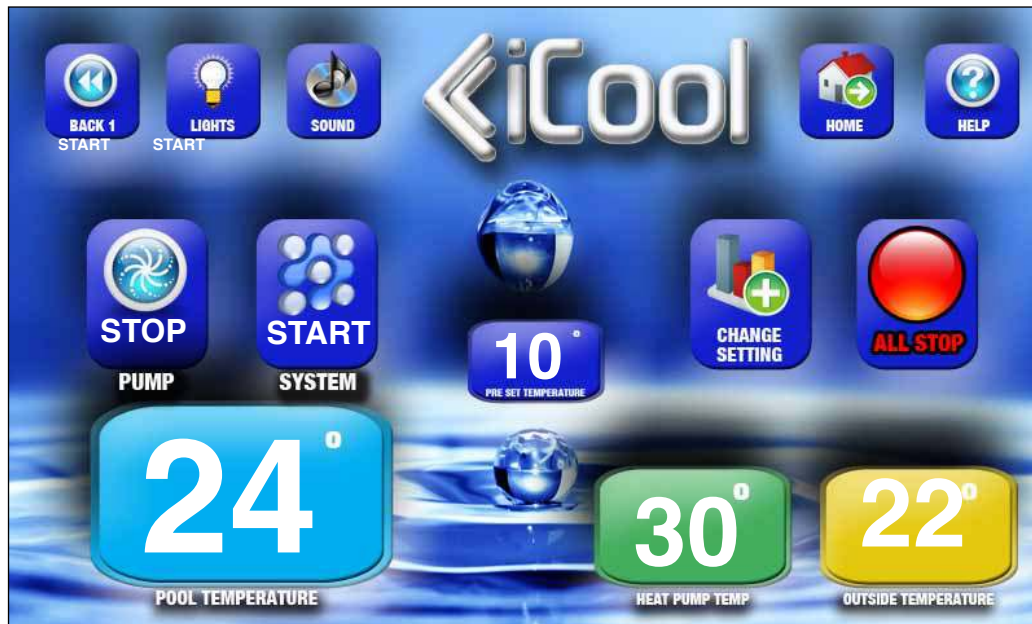 iCool
BACK 1
LIGHTS
SOUND
HOME
HELP
START
START
STOP
START
PUMP
SYSTEM
10°
PRE SET TEMPERATURE
CHANGE
SETTING
ALL STOP
24°
POOL TEMPERATURE
30°
HEAT PUMP TEMP
22°
OUTSIDE TEMPERATURE